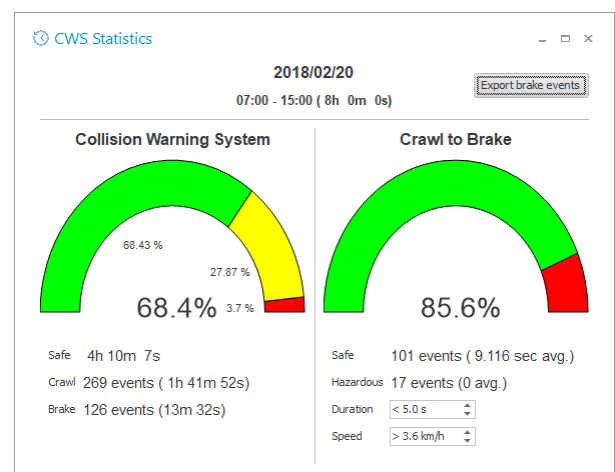 CWS Statistics
2018/02/20
Export brake events
07:00 - 15:00 ( 8h 0m 0s)
Collision Warning System
68.43 %
27.87 %
68.4%
3.7 %
Safe 4h 10m 7s
Crawl 269 events ( 1h 41m 52s)
Brake 126 events (13m 32s)
Crawl to Brake
85.6%
Safe 101 events ( 9.116 sec avg.)
Hazardous 17 events (0 avg.)
Duration < 5.0 s
Speed > 3.6 km/h